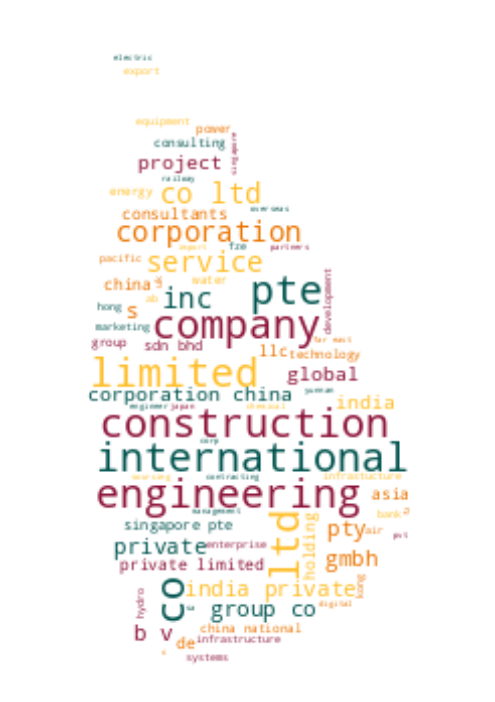 electric
export
equipment
power
consulting
singapore
project
railway
energy
co ltd
overseas
consultants
corporation
export
fze
partners
pacific
service
china
water
k
inc
pte
development
hong
s
ab
marketing
company
far east
group
sdn bhd
llc
technology
limited
global
corporation china
yunnan
engineer
japan
india
construction
corp
international
contracting
infrastucture
engineering
asia
management
bank
singapore pte
ltd
holding
pty
air
pvt
private
enterprise
gmbh
private limited
co
india private
kong
hydro
sa
group co
digital
b v
china national
de
infrastructure
systems